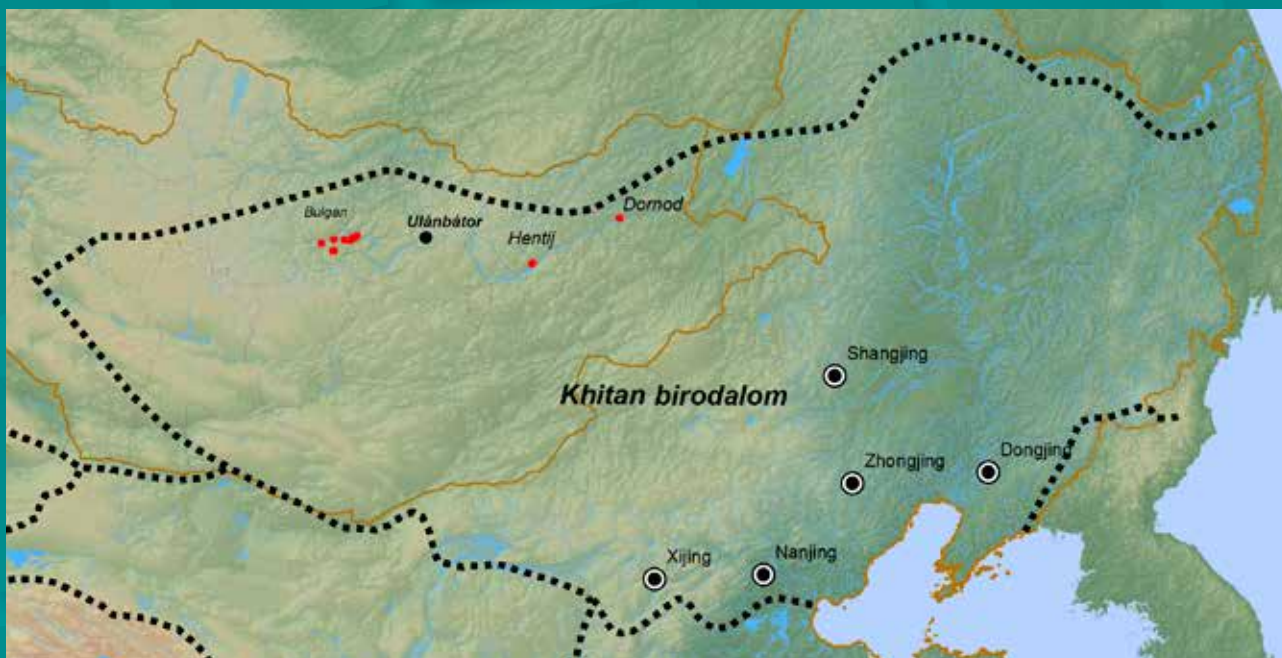 Bulgan
Ulánbátor
Dornod
Hentij
Shangjing
Khitan birodalom
Zhongjing
Dongjing
Xijing
Nanjing